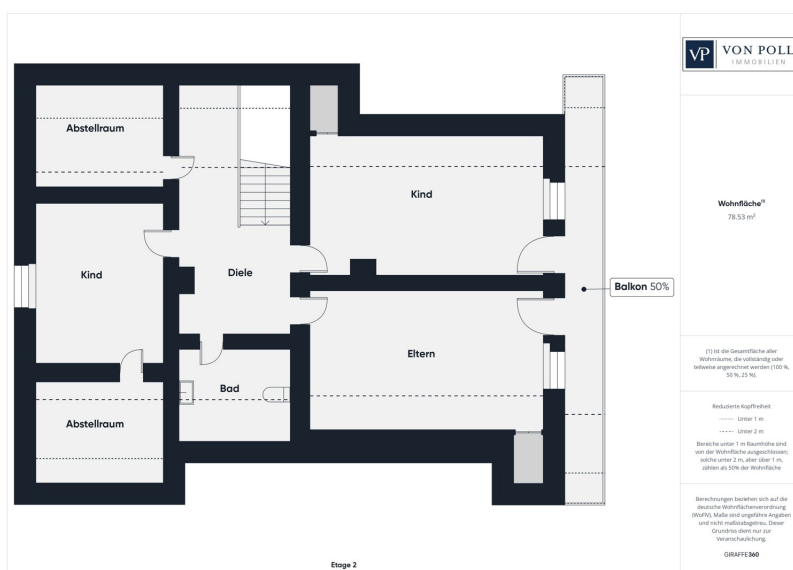 VP VON POLL
IMMOBILIEN
Abstellraum
Kind
Kind
Diele
Balkon 50%
Eltern
Bad
Abstellraum
Etage 2
Wohnfläche⁽¹⁾
78.53 m²
(1) Ist die Gesamtfläche aller
Wohnräume, die vollständig oder
teilweise angerechnet werden (100 %,
50 %, 25 %).
Reduzierte Kopffreiheit
Unter 1 m
Unter 2 m
Bereiche unter 1 m Raumhöhe sind
von der Wohnfläche ausgeschlossen;
solche unter 2 m, aber über 1 m,
zählen als 50% der Wohnfläche
Berechnungen beziehen sich auf die
deutsche Wohnflächenverordnung
(WoFlV). Maße sind ungefähre Angaben
und nicht maßstabsgetreu. Dieser
Grundriss dient nur zur
Veranschaulichung.
GIRAFFE360